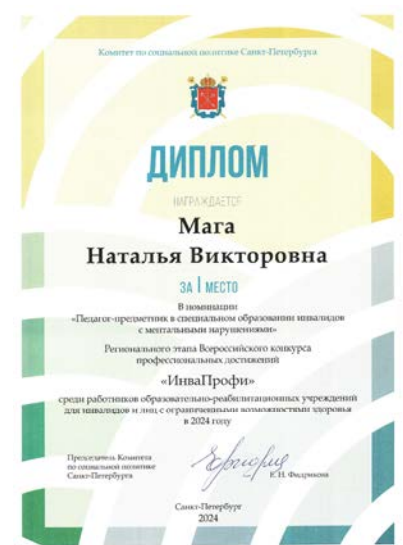 Комитет по социальной политике Санкт-Петербурга
ДИПЛОМ
НАГРАЖДАЕТСЯ
Мага
Наталья Викторовна
ЗА I МЕСТО
В номинации
«Педагог-предметник в специальном образовании инвалидов
с ментальными нарушениями»
Регионального этапа Всероссийского конкурса
профессиональных достижений
«ИнваПрофи»
среди работников образовательно-реабилитационных учреждений
для инвалидов и лиц с ограниченными возможностями здоровья
в 2024 году
Председатель Комитета
по социальной политике
Санкт-Петербурга
Е. Н. Фидрикова
Санкт-Петербург
2024